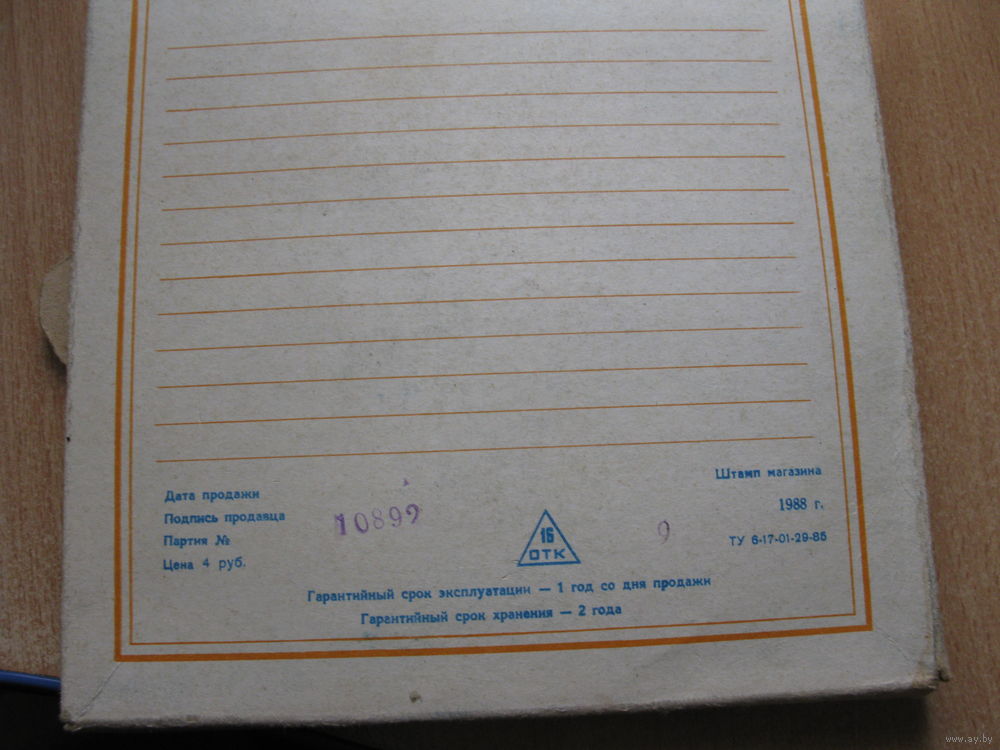 Дата продажи
Подпись продавца
Партия №
Цена 4 руб.
10899
16
ОТК
9
Штамп магазина
1988 г.
ТУ 6-17-01-29-86
Гарантийный срок эксплуатации — 1 год со дня продажи
Гарантийный срок хранения — 2 года
www.ay.by